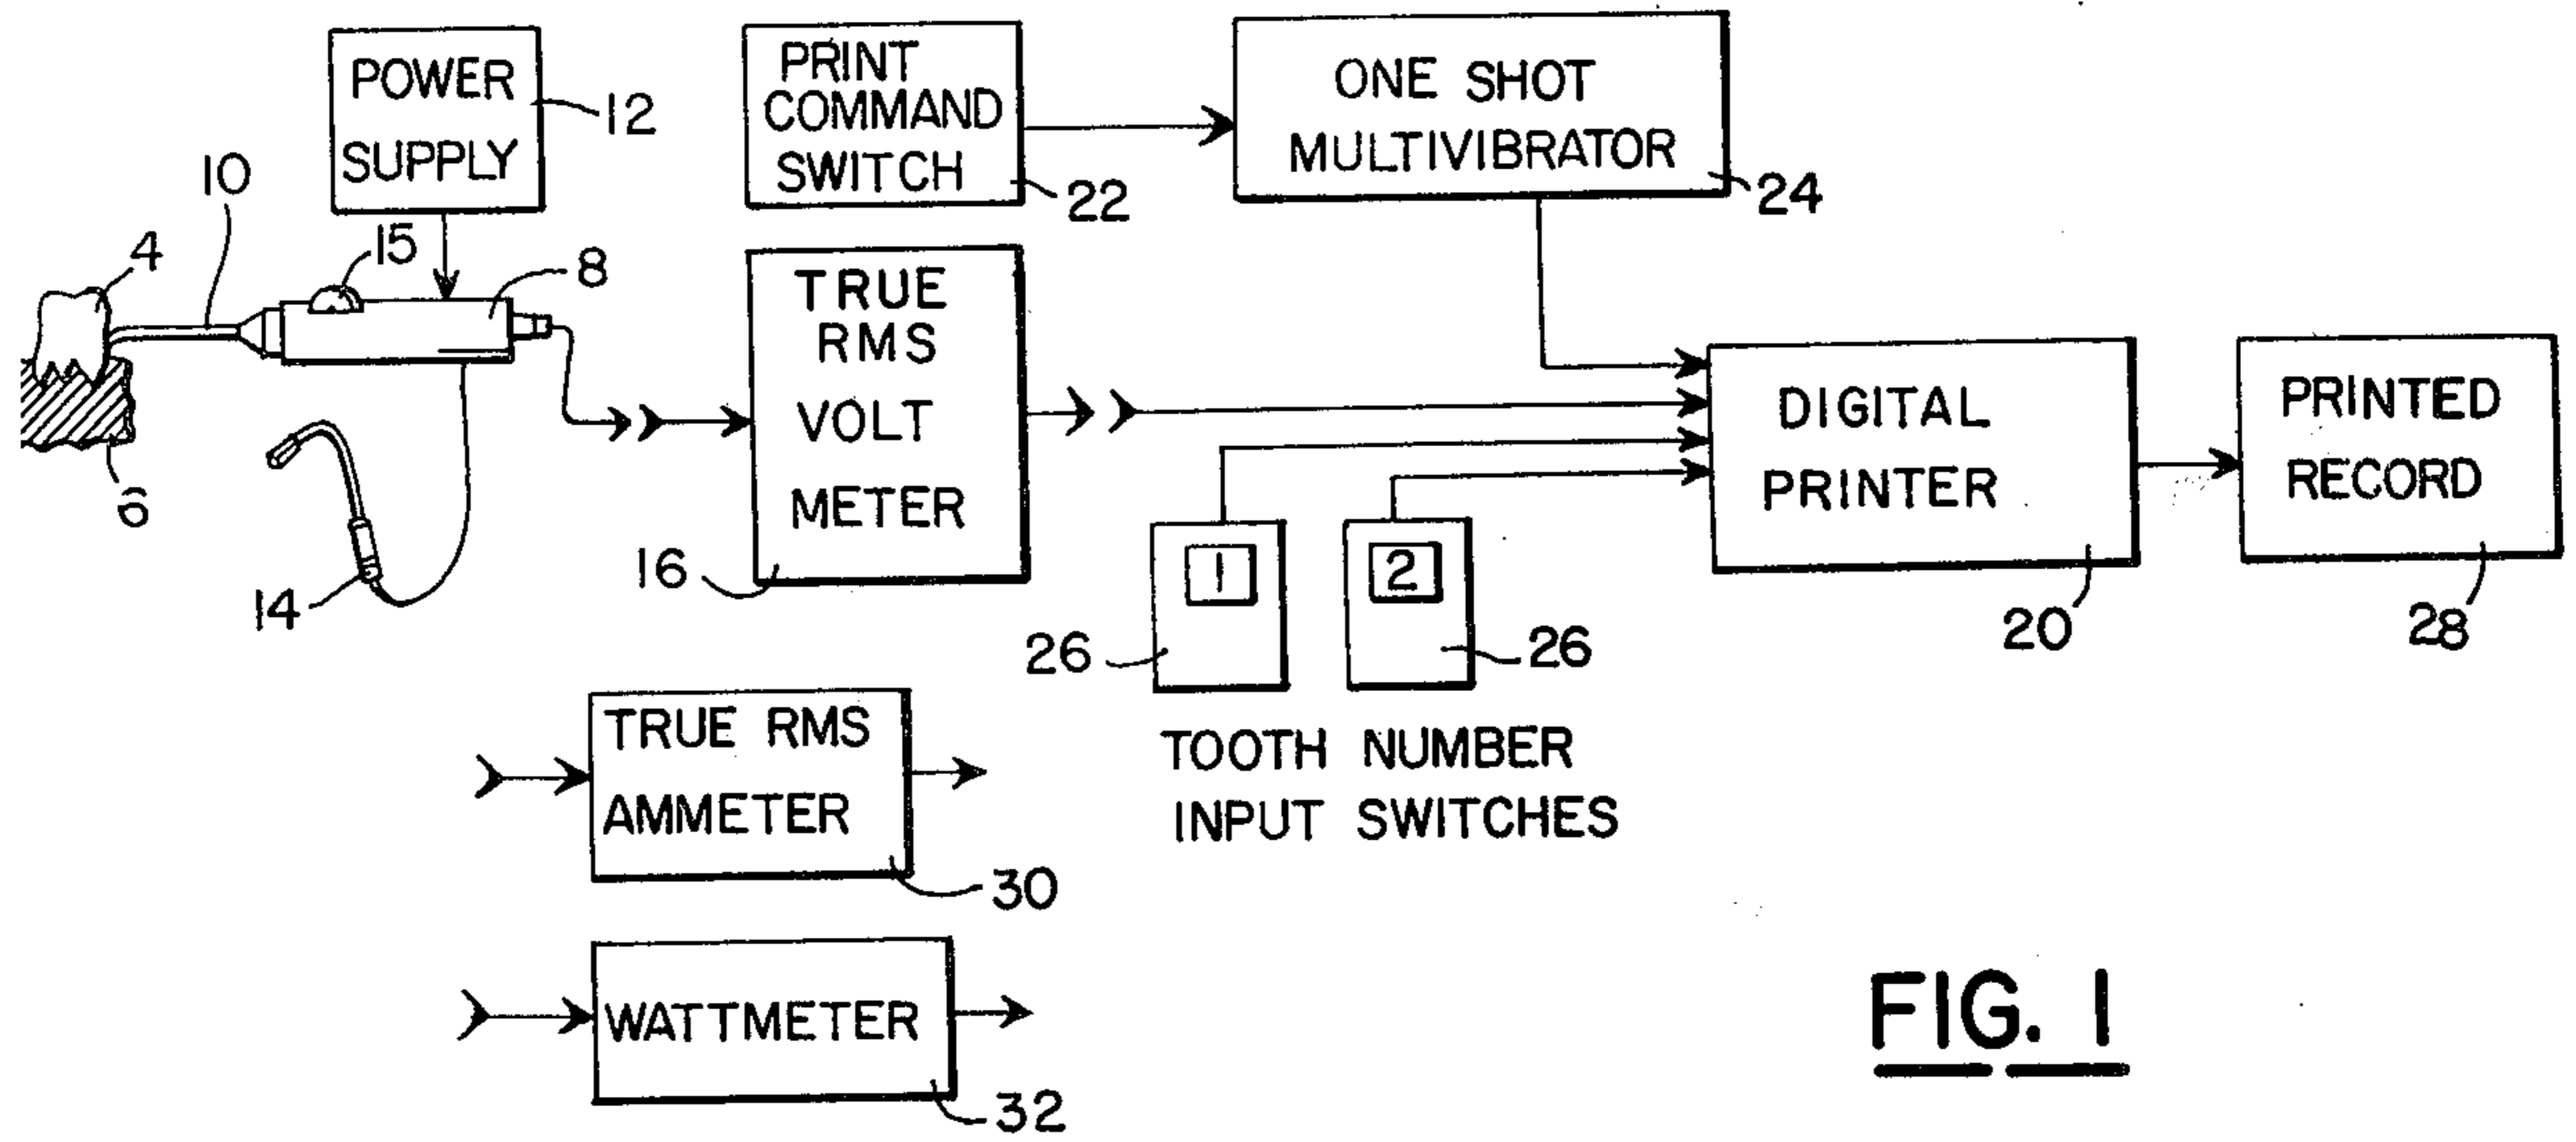 POWER
SUPPLY
12
PRINT
COMMAND
SWITCH
22
ONE SHOT
MULTIVIBRATOR
24
10
4
15
8
6
14
TRUE
RMS
VOLT
METER
16
1
2
26
26
TOOTH NUMBER
INPUT SWITCHES
DIGITAL
PRINTER
20
PRINTED
RECORD
28
TRUE RMS
AMMETER
30
WATTMETER
32
FIG. 1